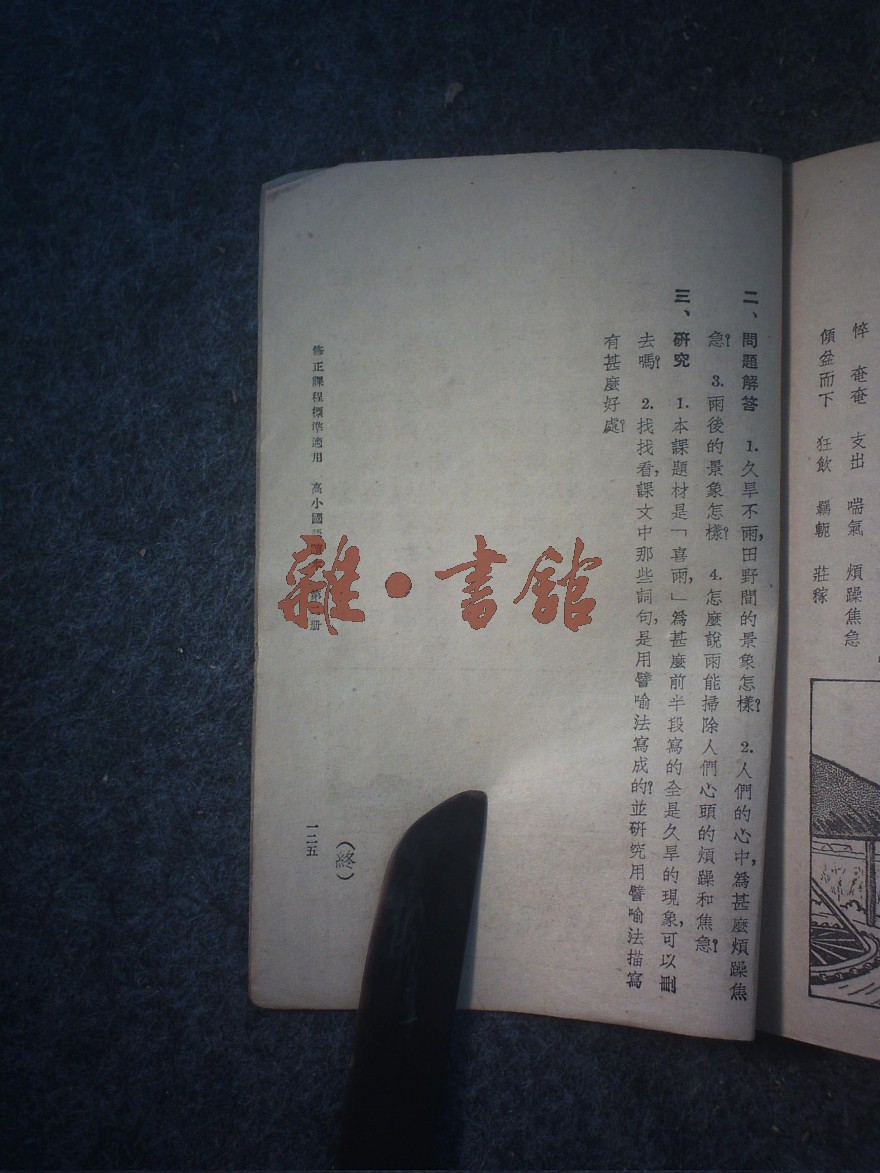 悴　奄奄　支出　喘氣　煩躁焦急
傾盆而下　狂飲　羈軛　莊稼
二、問題解答　1.久旱不雨，田野間的景象怎樣？　2.人們的心中，爲甚麼煩躁焦
急？　3.雨後的景象怎樣？　4.怎麼說雨能掃除人們心頭的煩躁和焦急？
三、研究　1.本課題材是「喜雨，」爲甚麼前半段寫的全是久旱的現象，可以刪
去嗎？　2.找找看，課文中那些詞句，是用譬喻法寫成的？並研究用譬喻法描寫
有甚麼好處？
（終）
修正課程標準適用　高小國語
册
一二五
雜·書館